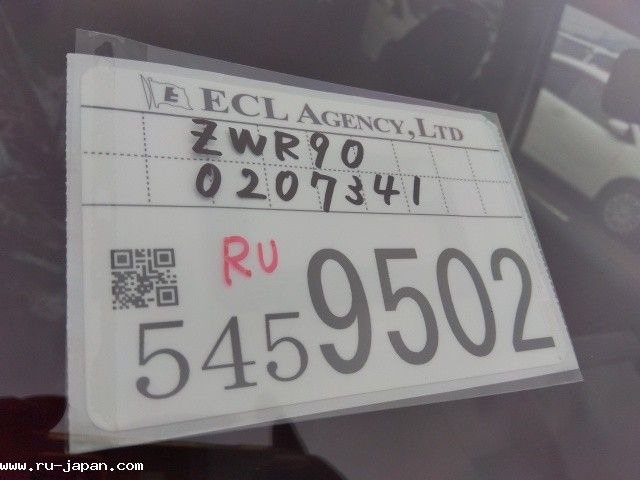 E ECL AGENCY,LTD
ZWR90
0207341
RU
5459502
www.ru-japan.com